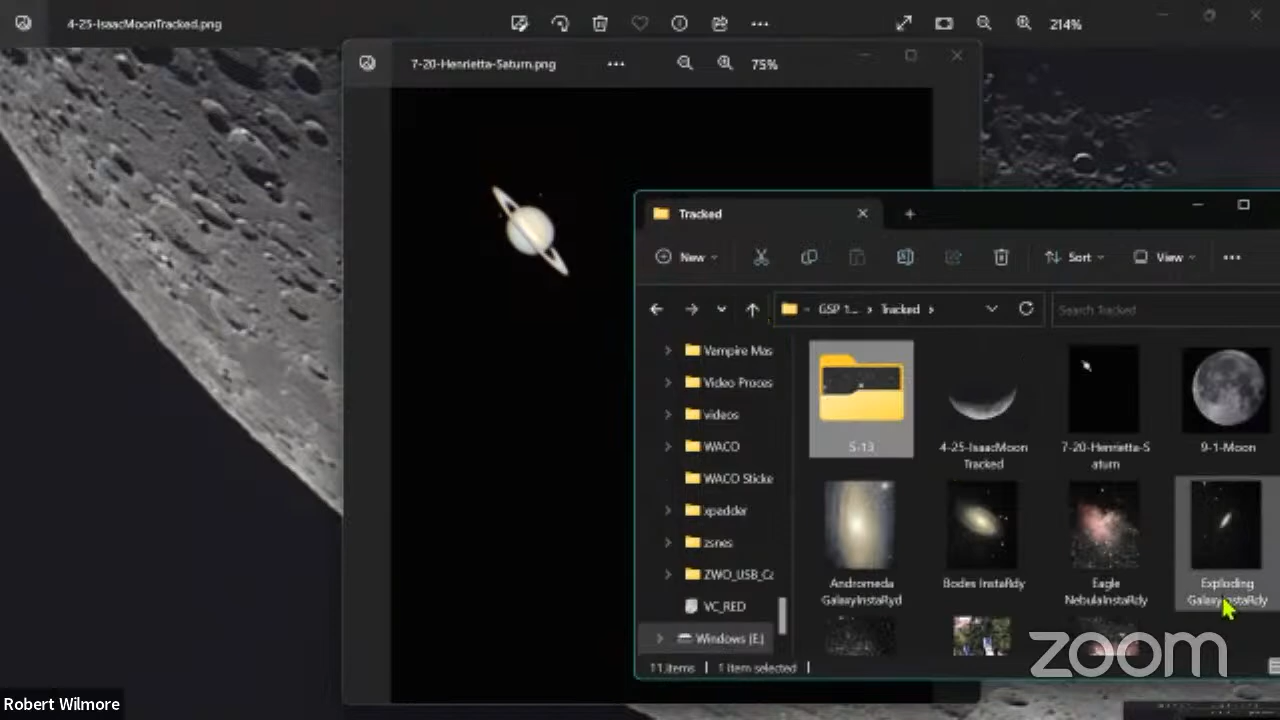 4-25-IsaacMoonTracked.png
214%
7-20-Henrietta-Saturn.png
75%
Tracked
New
Sort
View
GSP 1...
Tracked
Search Tracked
Vampire Mas
Video Proces
videos
WACO
WACO Sticke
xpadder
zsnes
ZWO_USB_Ca
VC_RED
Windows (E:)
5-13
4-25-IsaacMoon
Tracked
7-20-Henrietta-S
aturn
9-1-Moon
Andromeda
GalaxyInstaRyd
Bodes InstaRdy
Eagle
NebulaInstaRdy
Exploding
GalaxyInstaRdy
11 items
1 item selected
zoom
Robert Wilmore